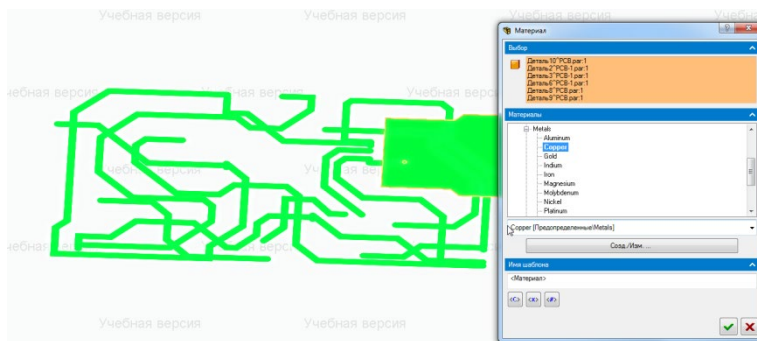 Учебная версия
Учебная версия
Учебная версия
Учебная версия
Учебная версия
Учебная версия
Учебная версия
Учебная версия
Материал
Выбор
Деталь10^PCB.par:1
Деталь2^PCB-1.par:1
Деталь3^PCB-1.par:1
Деталь6^PCB-1.par:1
Деталь8^PCB.par:1
Деталь9^PCB.par:1
Материалы
Metals
Aluminum
Copper
Gold
Indium
Iron
Magnesium
Molybdenum
Nickel
Platinum
Copper [Предопределенные\Metals]
Созд./Изм. ...
Имя шаблона
<Материал>
<C> <X> <#>